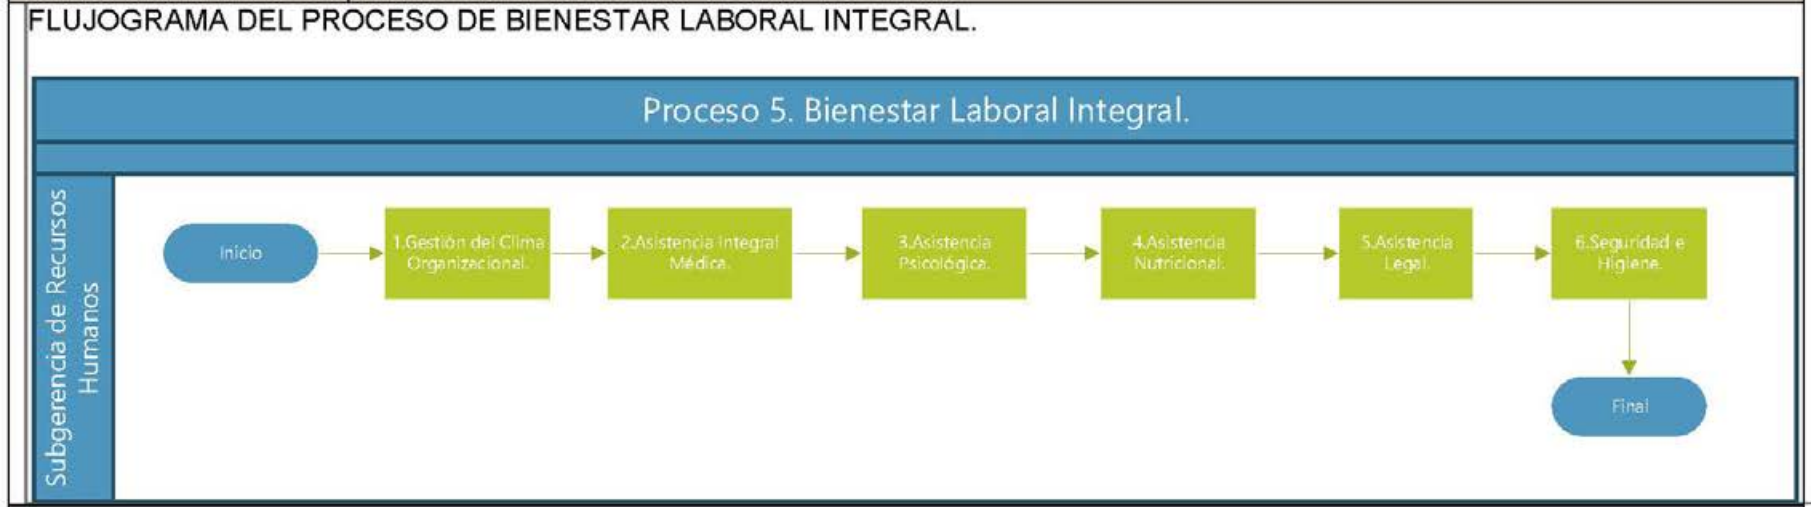 FLUJOGRAMA DEL PROCESO DE BIENESTAR LABORAL INTEGRAL.
Proceso 5. Bienestar Laboral Integral.
Subgerencia de Recursos
Humanos
Inicio
1.Gestión del Clima
Organizacional.
2.Asistencia Integral
Médica.
3.Asistencia
Psicológica.
4.Asistencia
Nutricional.
5.Asistencia
Legal.
6.Seguridad e
Higiene.
Final